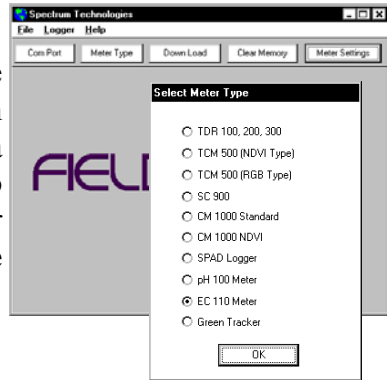 Spectrum Technologies
File Logger Help
Com Port Meter Type Down Load Clear Memory Meter Settings
Select Meter Type
TDR 100, 200, 300
TCM 500 (NDVI Type)
TCM 500 (RGB Type)
SC 900
CM 1000 Standard
CM 1000 NDVI
SPAD Logger
pH 100 Meter
EC 110 Meter
Green Tracker
OK